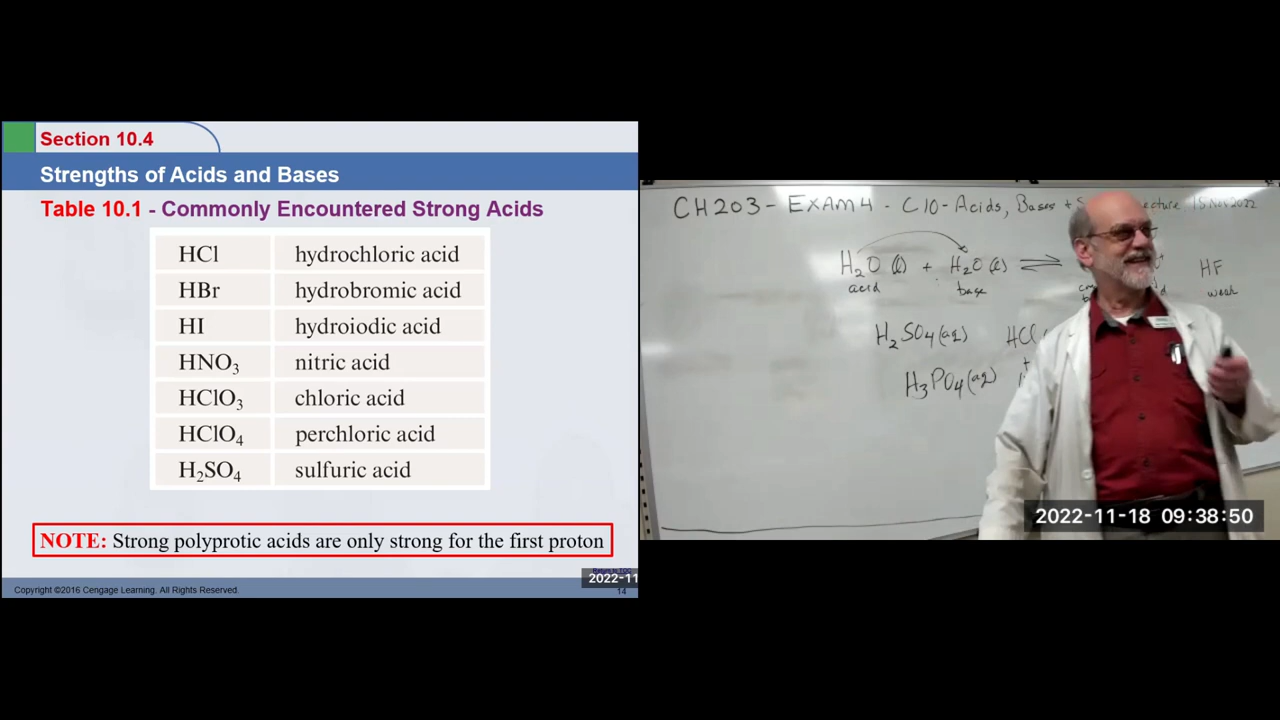 Section 10.4
Strengths of Acids and Bases
Table 10.1 - Commonly Encountered Strong Acids
HCl hydrochloric acid
HBr hydrobromic acid
HI hydroiodic acid
HNO₃ nitric acid
HClO₃ chloric acid
HClO₄ perchloric acid
H₂SO₄ sulfuric acid
NOTE: Strong polyprotic acids are only strong for the first proton
Copyright ©2016 Cengage Learning. All Rights Reserved.
2022-11
14
CH203 - EXAM 4 - C10 - Acids, Bases +
H₂O (l) + H₂O (l) ⇌ HF
acid base weak
H₂SO₄(aq) HCl
+
H₃PO₄(aq)
2022-11-18 09:38:50